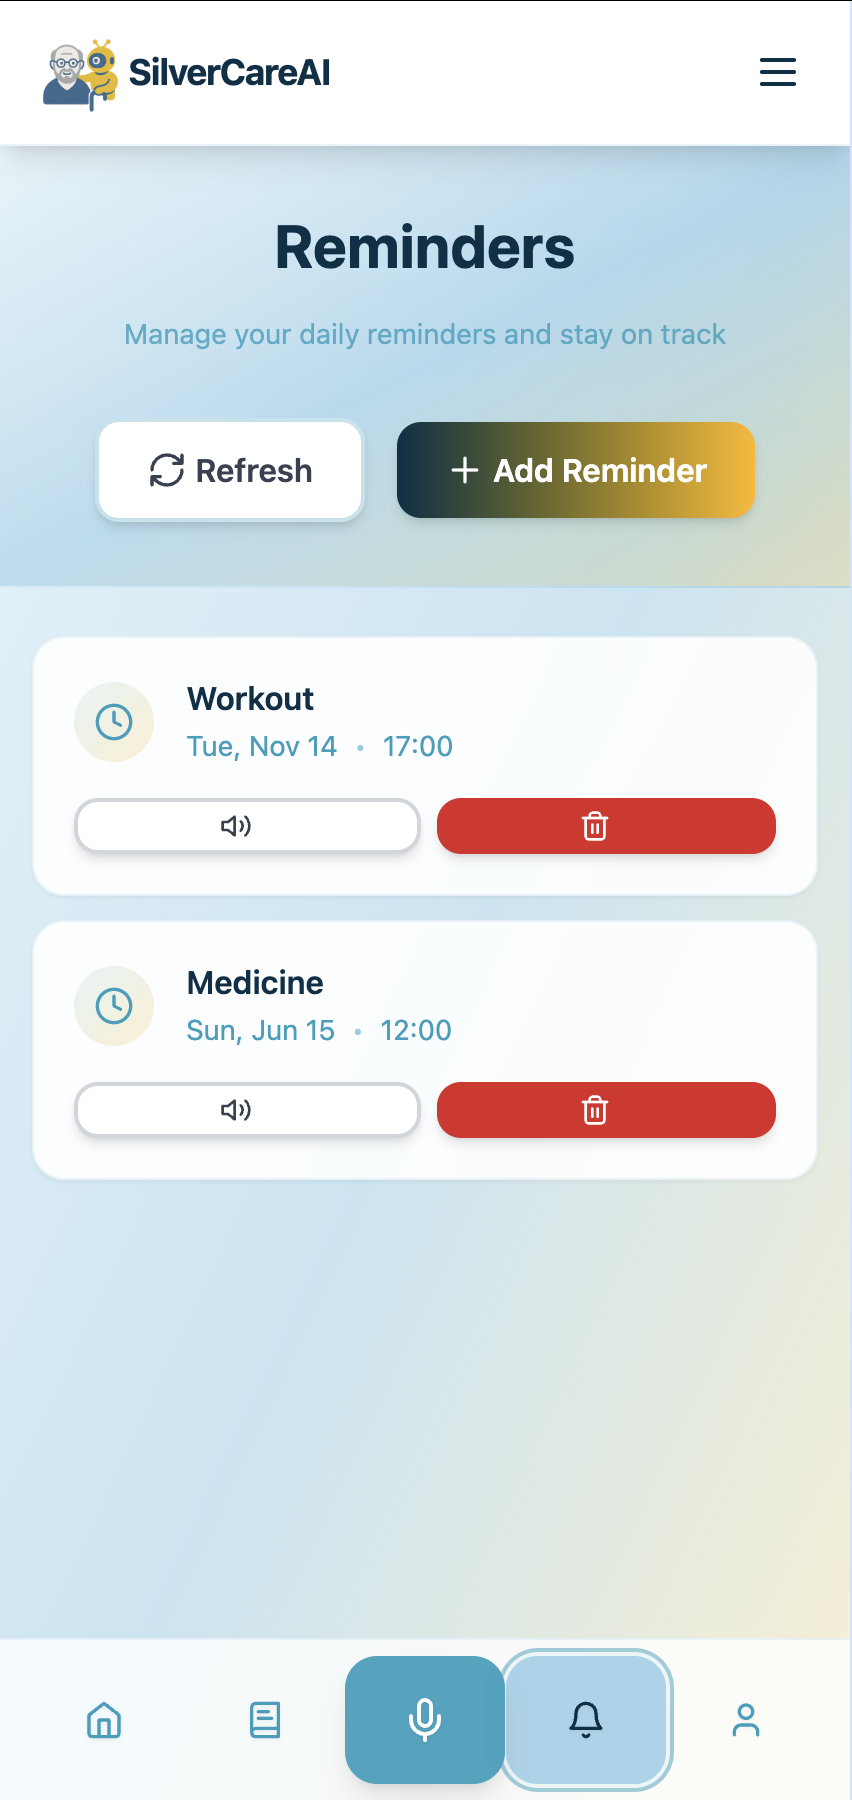 SilverCareAI
Reminders
Manage your daily reminders and stay on track
Refresh
Add Reminder
Workout
Tue, Nov 14 • 17:00
Medicine
Sun, Jun 15 • 12:00